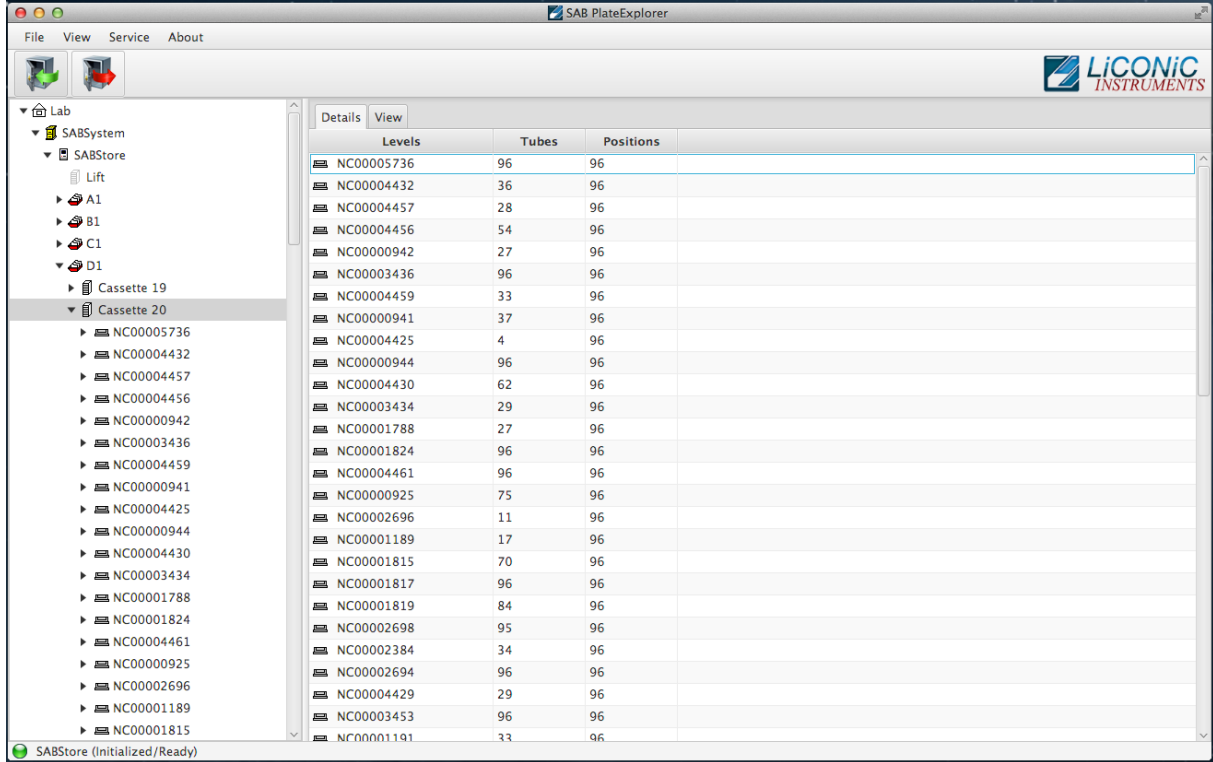 SAB PlateExplorer
File View Service About
LiCONiC
INSTRUMENTS
Lab
SABSystem
SABStore
Lift
A1
B1
C1
D1
Cassette 19
Cassette 20
NC00005736
NC00004432
NC00004457
NC00004456
NC00000942
NC00003436
NC00004459
NC00000941
NC00004425
NC00000944
NC00004430
NC00003434
NC00001788
NC00001824
NC00004461
NC00000925
NC00002696
NC00001189
NC00001815
Details View
Levels Tubes Positions
NC00005736 96 96
NC00004432 36 96
NC00004457 28 96
NC00004456 54 96
NC00000942 27 96
NC00003436 96 96
NC00004459 33 96
NC00000941 37 96
NC00004425 4 96
NC00000944 96 96
NC00004430 62 96
NC00003434 29 96
NC00001788 27 96
NC00001824 96 96
NC00004461 96 96
NC00000925 75 96
NC00002696 11 96
NC00001189 17 96
NC00001815 70 96
NC00001817 96 96
NC00001819 84 96
NC00002698 95 96
NC00002384 34 96
NC00002694 96 96
NC00004429 29 96
NC00003453 96 96
NC00001191 33 96
SABStore (Initialized/Ready)